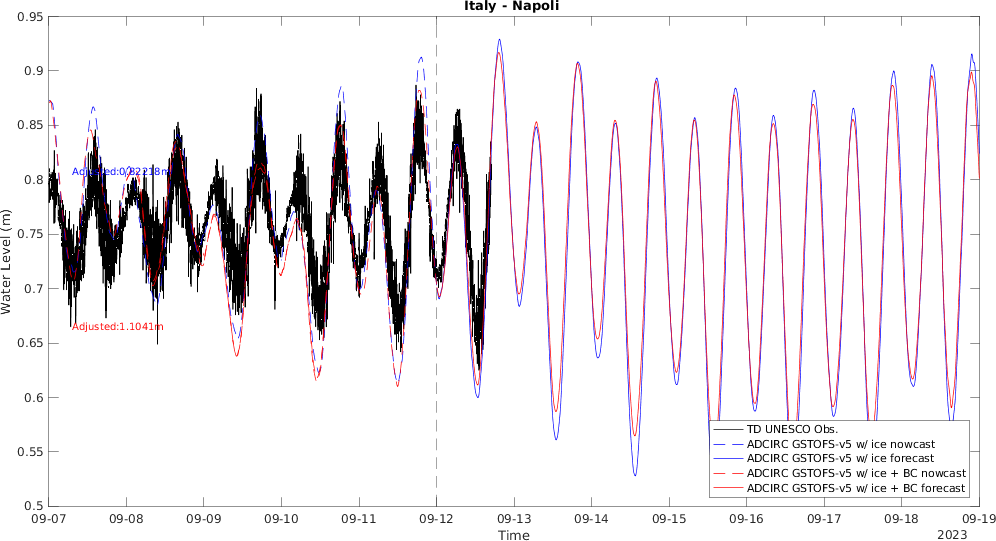 Italy - Napoli
Water Level (m)
0.95
0.9
0.85
0.8
0.75
0.7
0.65
0.6
0.55
0.5
Adjusted:0.82218m
Adjusted:1.1041m
TD UNESCO Obs.
ADCIRC GSTOFS-v5 w/ ice nowcast
ADCIRC GSTOFS-v5 w/ ice forecast
ADCIRC GSTOFS-v5 w/ ice + BC nowcast
ADCIRC GSTOFS-v5 w/ ice + BC forecast
09-07 09-08 09-09 09-10 09-11 09-12 09-13 09-14 09-15 09-16 09-17 09-18 09-19
Time
2023